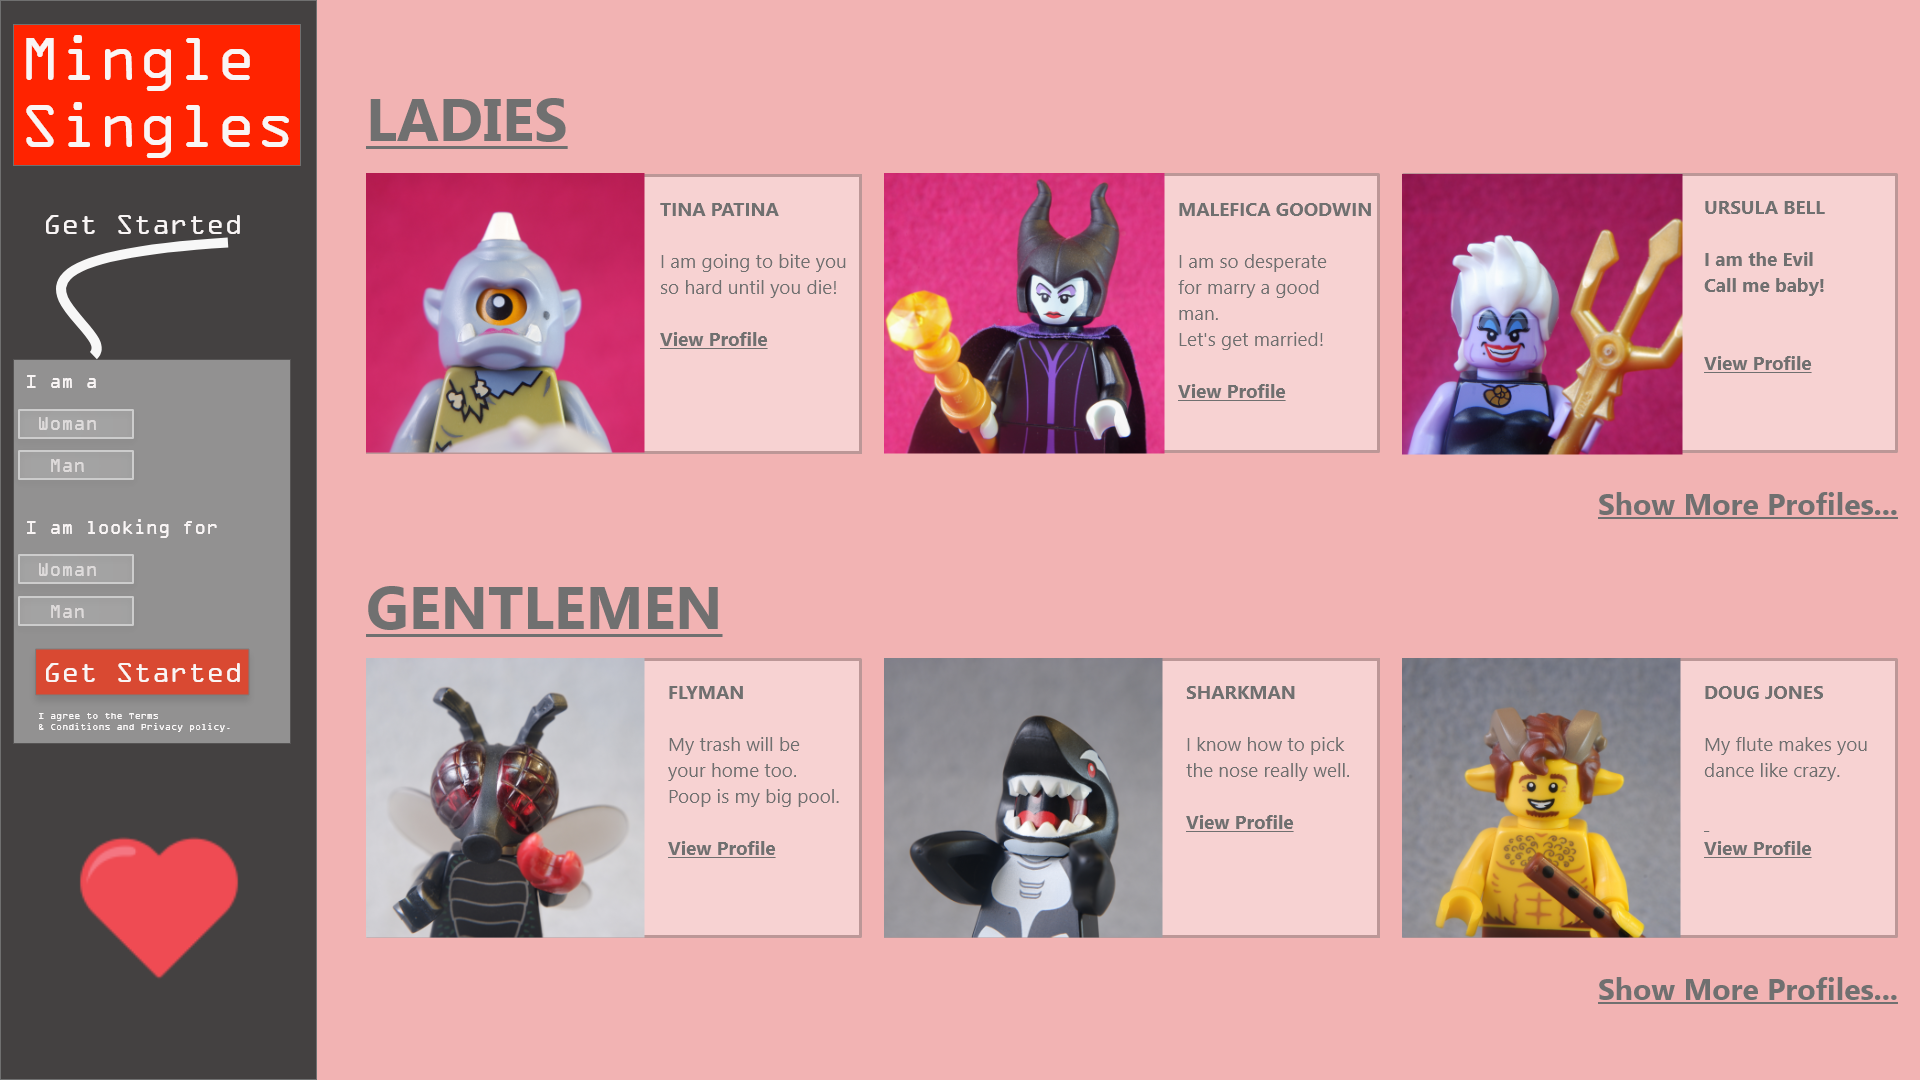 Mingle
Singles
Get Started
I am a
Woman
Man
I am looking for
Woman
Man
Get Started
I agree to the Terms
& Conditions and Privacy policy.
LADIES
TINA PATINA
I am going to bite you
so hard until you die!
View Profile
MALEFICA GOODWIN
I am so desperate
for marry a good
man.
Let's get married!
View Profile
URSULA BELL
I am the Evil
Call me baby!
View Profile
Show More Profiles...
GENTLEMEN
FLYMAN
My trash will be
your home too.
Poop is my big pool.
View Profile
SHARKMAN
I know how to pick
the nose really well.
View Profile
DOUG JONES
My flute makes you
dance like crazy.
View Profile
Show More Profiles...